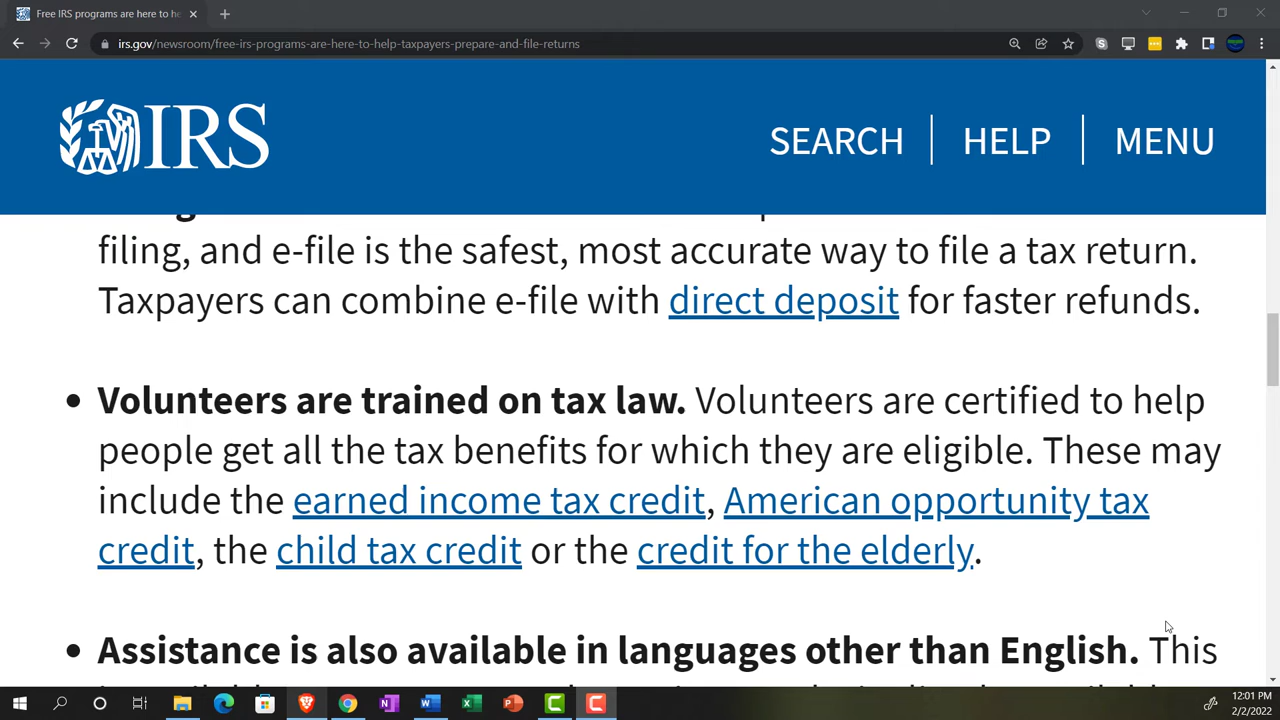 Free IRS programs are here to he
irs.gov/newsroom/free-irs-programs-are-here-to-help-taxpayers-prepare-and-file-returns
IRS
SEARCH
HELP
MENU
filing, and e-file is the safest, most accurate way to file a tax return.
Taxpayers can combine e-file with direct deposit for faster refunds.
• Volunteers are trained on tax law. Volunteers are certified to help
people get all the tax benefits for which they are eligible. These may
include the earned income tax credit, American opportunity tax
credit, the child tax credit or the credit for the elderly.
• Assistance is also available in languages other than English. This
12:01 PM
2/2/2022